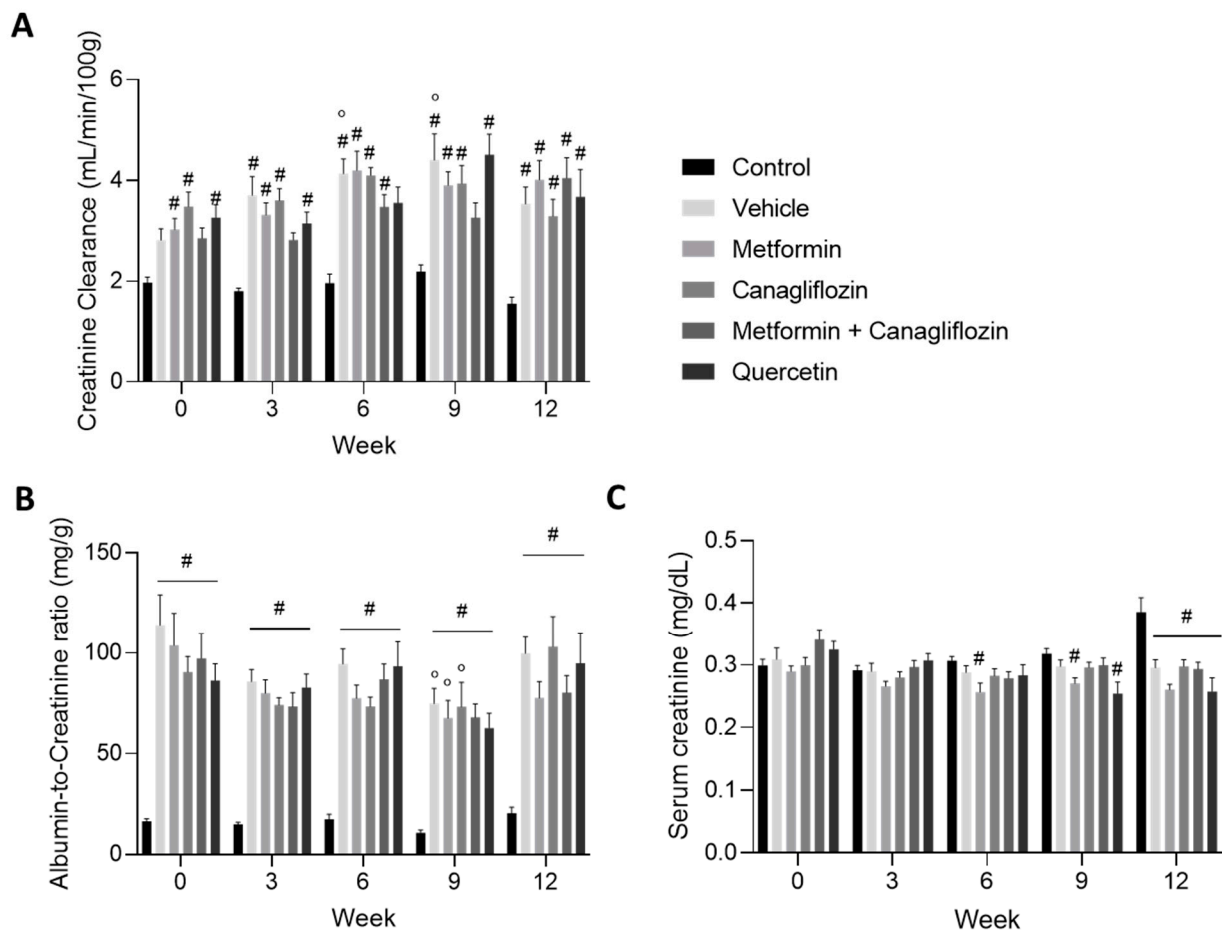 A
Creatinine Clearance (mL/min/100g)
6
4
2
0
° °
# # # # # # # # # # # # # # # # # # # # #
0 3 6 9 12
Week
Control
Vehicle
Metformin
Canagliflozin
Metformin + Canagliflozin
Quercetin
B
Albumin-to-Creatinine ratio (mg/g)
150
100
50
0
# # # # #
° ° °
0 3 6 9 12
Week
C
Serum creatinine (mg/dL)
0.5
0.4
0.3
0.2
0.1
0.0
# # # #
0 3 6 9 12
Week